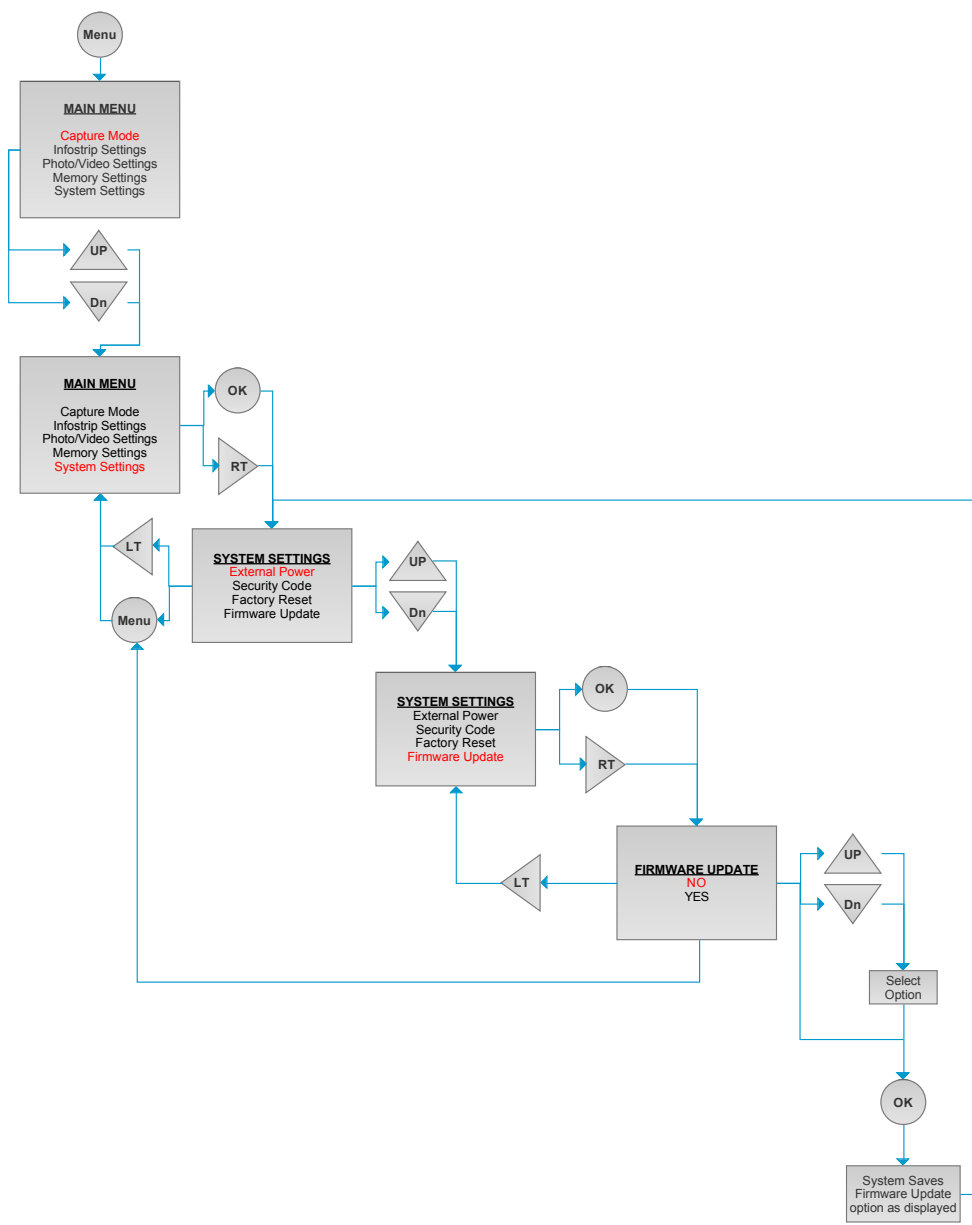 Menu
MAIN MENU
Capture Mode
Infostrip Settings
Photo/Video Settings
Memory Settings
System Settings
UP
Dn
MAIN MENU
Capture Mode
Infostrip Settings
Photo/Video Settings
Memory Settings
System Settings
OK
RT
LT
Menu
SYSTEM SETTINGS
External Power
Security Code
Factory Reset
Firmware Update
UP
Dn
SYSTEM SETTINGS
External Power
Security Code
Factory Reset
Firmware Update
OK
RT
LT
FIRMWARE UPDATE
NO
YES
UP
Dn
Select
Option
OK
System Saves
Firmware Update
option as displayed